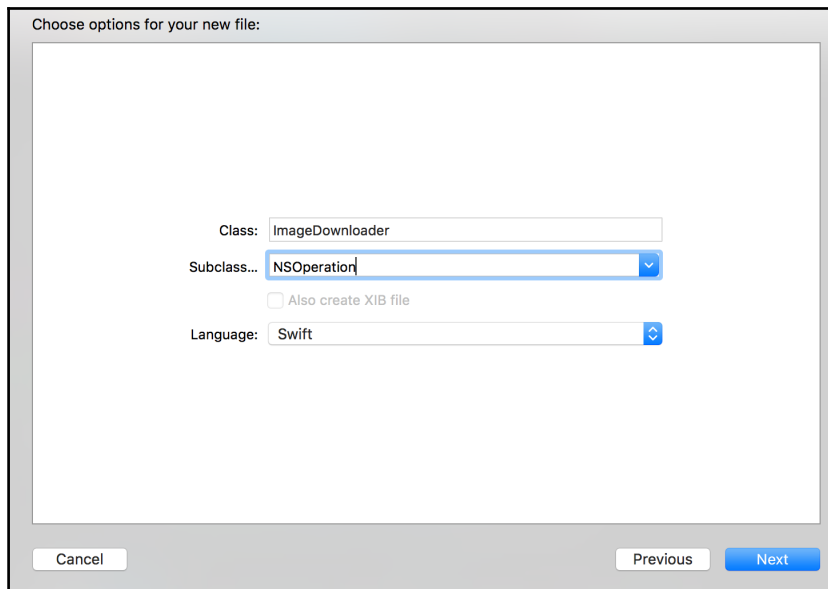 Choose options for your new file:
Class: ImageDownloader
Subclass... NSOperation
Also create XIB file
Language: Swift
Cancel Previous Next